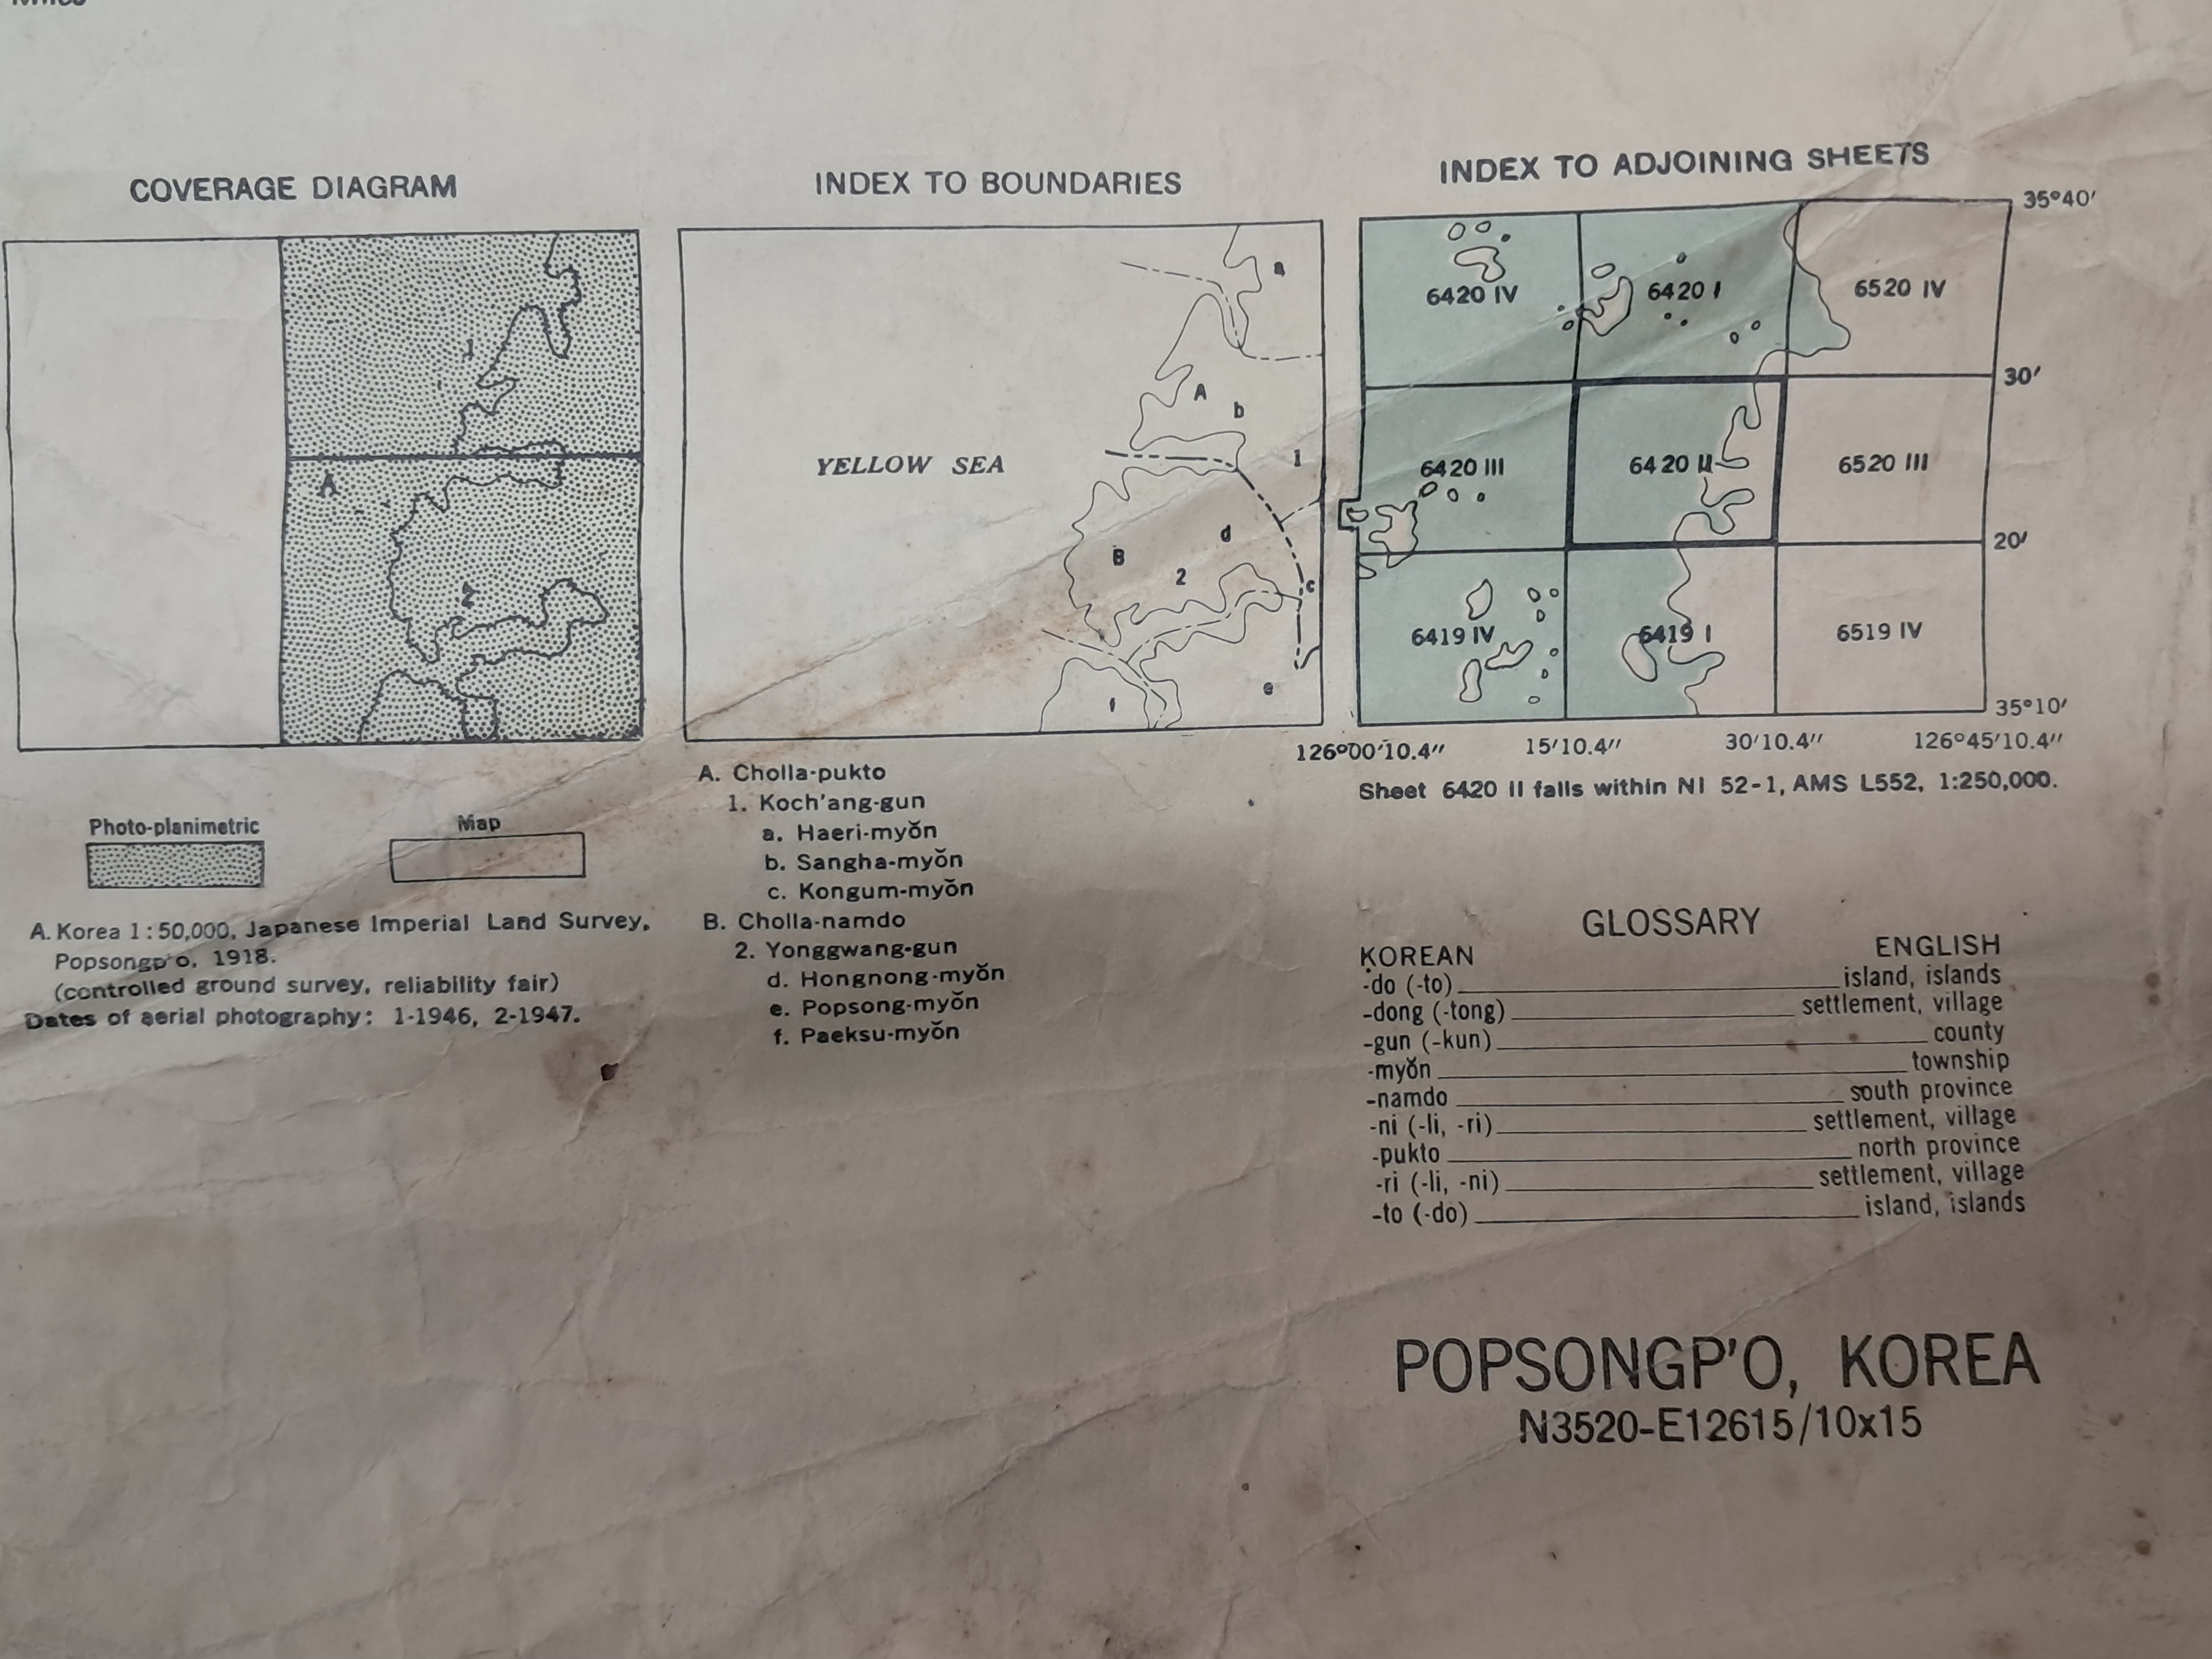 COVERAGE DIAGRAM
1
A
2
Photo-planimetric
Map
A. Korea 1:50,000, Japanese Imperial Land Survey,
Popsongp'o, 1918.
(controlled ground survey, reliability fair)
Dates of aerial photography: 1-1946, 2-1947.
INDEX TO BOUNDARIES
a
A
b
1
YELLOW SEA
d
B
2
c
e
f
A. Cholla-pukto
1. Koch'ang-gun
a. Haeri-myŏn
b. Sangha-myŏn
c. Kongum-myŏn
B. Cholla-namdo
2. Yonggwang-gun
d. Hongnong-myŏn
e. Popsong-myŏn
f. Paeksu-myŏn
INDEX TO ADJOINING SHEETS
35°40'
6420 IV
6420 I
6520 IV
30'
6420 III
6420 II
6520 III
20'
6419 IV
6419 I
6519 IV
35°10'
126°00'10.4" 15'10.4" 30'10.4" 126°45'10.4"
Sheet 6420 II falls within NI 52-1, AMS L552, 1:250,000.
GLOSSARY
KOREAN ENGLISH
-do (-to) island, islands
-dong (-tong) settlement, village
-gun (-kun) county
-myŏn township
-namdo south province
-ni (-li, -ri) settlement, village
-pukto north province
-ri (-li, -ni) settlement, village
-to (-do) island, islands
POPSONGP'O, KOREA
N3520-E12615/10x15